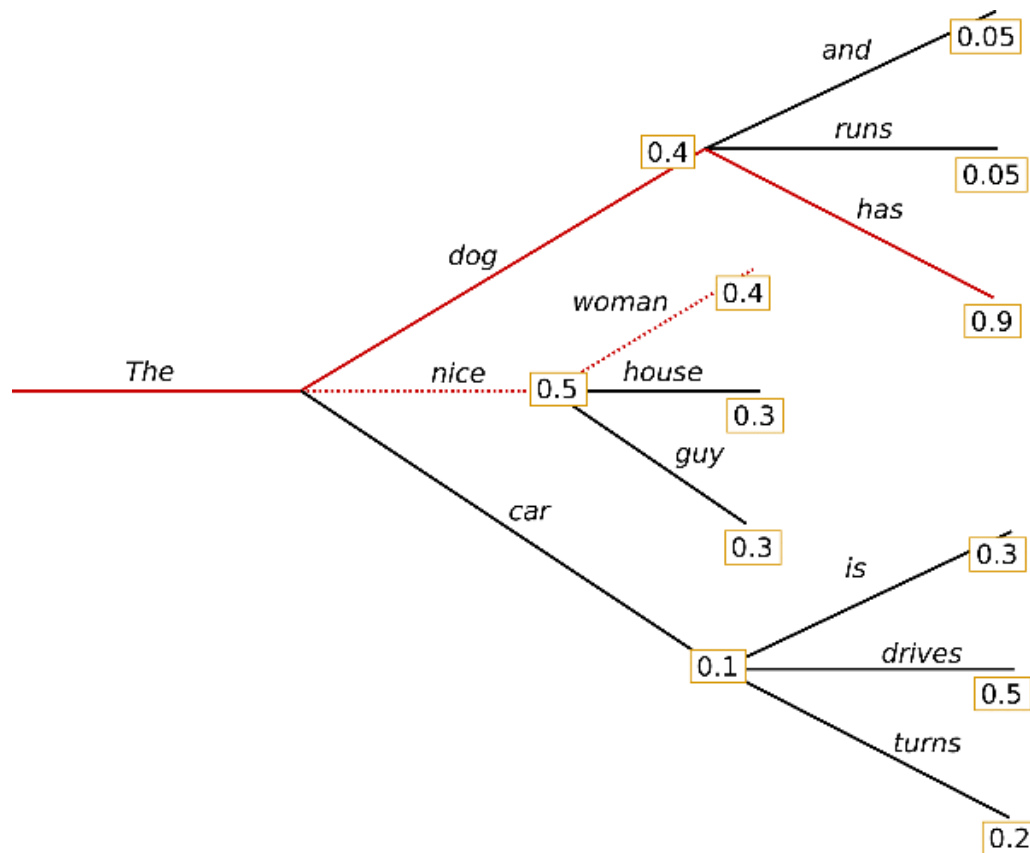 and
0.05
runs
0.4
0.05
has
dog
woman
0.4
0.9
The
nice
0.5
house
0.3
guy
car
0.3
is
0.3
0.1
drives
0.5
turns
0.2